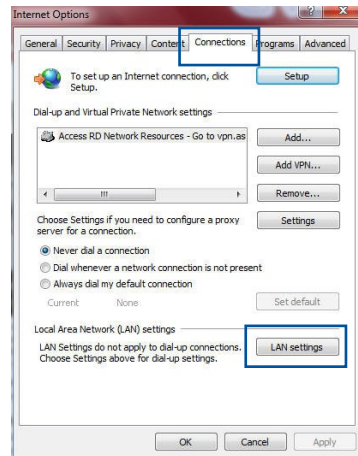 Internet Options
General Security Privacy Content Connections Programs Advanced
To set up an Internet connection, click
Setup.
Setup
Dial-up and Virtual Private Network settings
Access RD Network Resources - Go to vpn.as
Add...
Add VPN...
Remove...
Choose Settings if you need to configure a proxy
server for a connection.
Settings
Never dial a connection
Dial whenever a network connection is not present
Always dial my default connection
Current None
Set default
Local Area Network (LAN) settings
LAN Settings do not apply to dial-up connections.
Choose Settings above for dial-up settings.
LAN settings
OK Cancel Apply